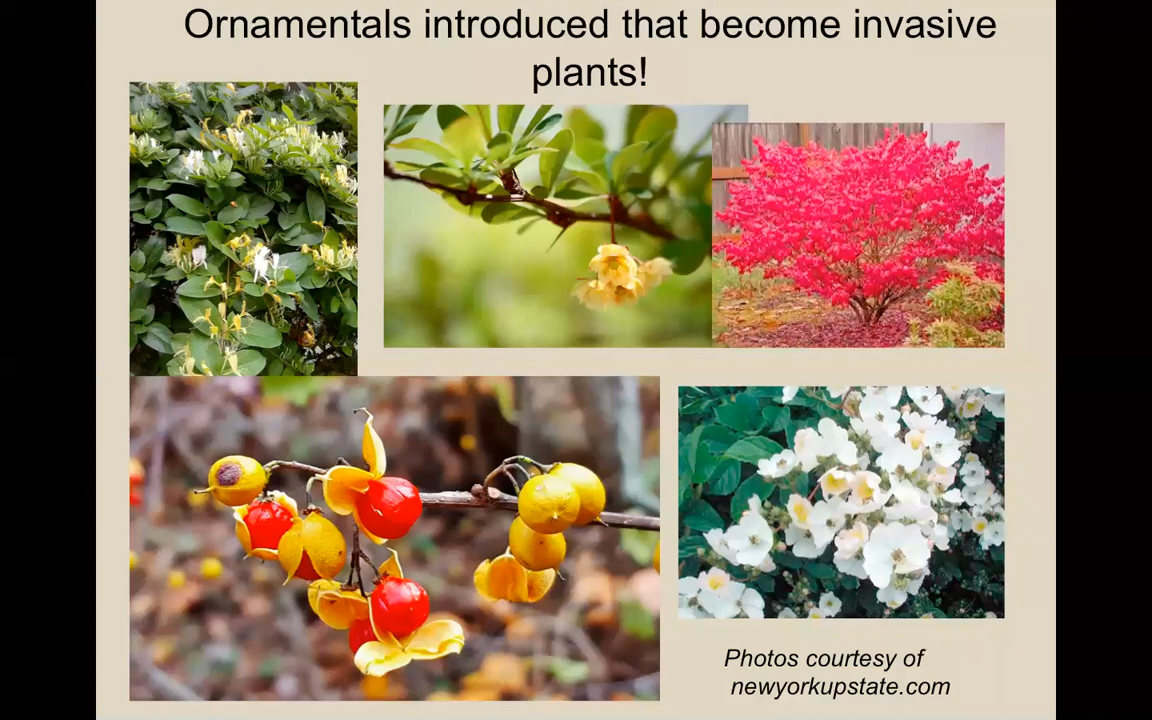 Ornamentals introduced that become invasive
plants!
Photos courtesy of
newyorkupstate.com